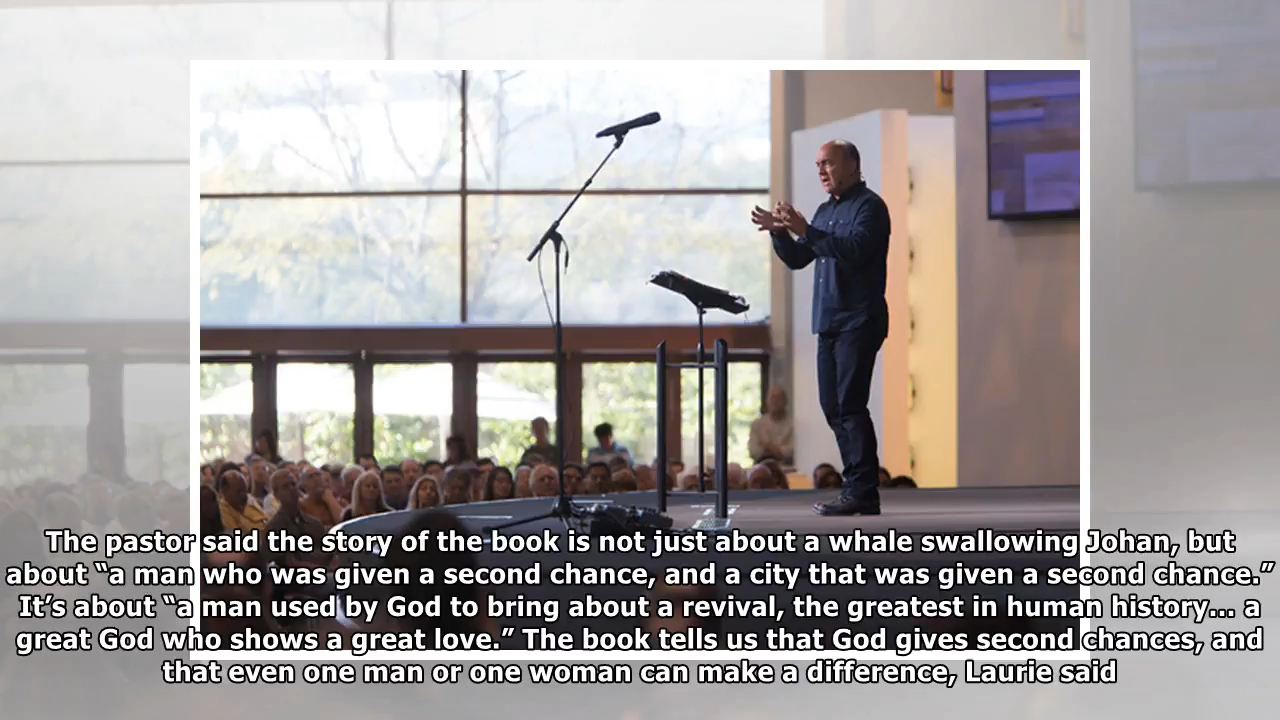 The pastor said the story of the book is not just about a whale swallowing Johan, but
about “a man who was given a second chance, and a city that was given a second chance.”
It’s about “a man used by God to bring about a revival, the greatest in human history... a
great God who shows a great love.” The book tells us that God gives second chances, and
that even one man or one woman can make a difference, Laurie said